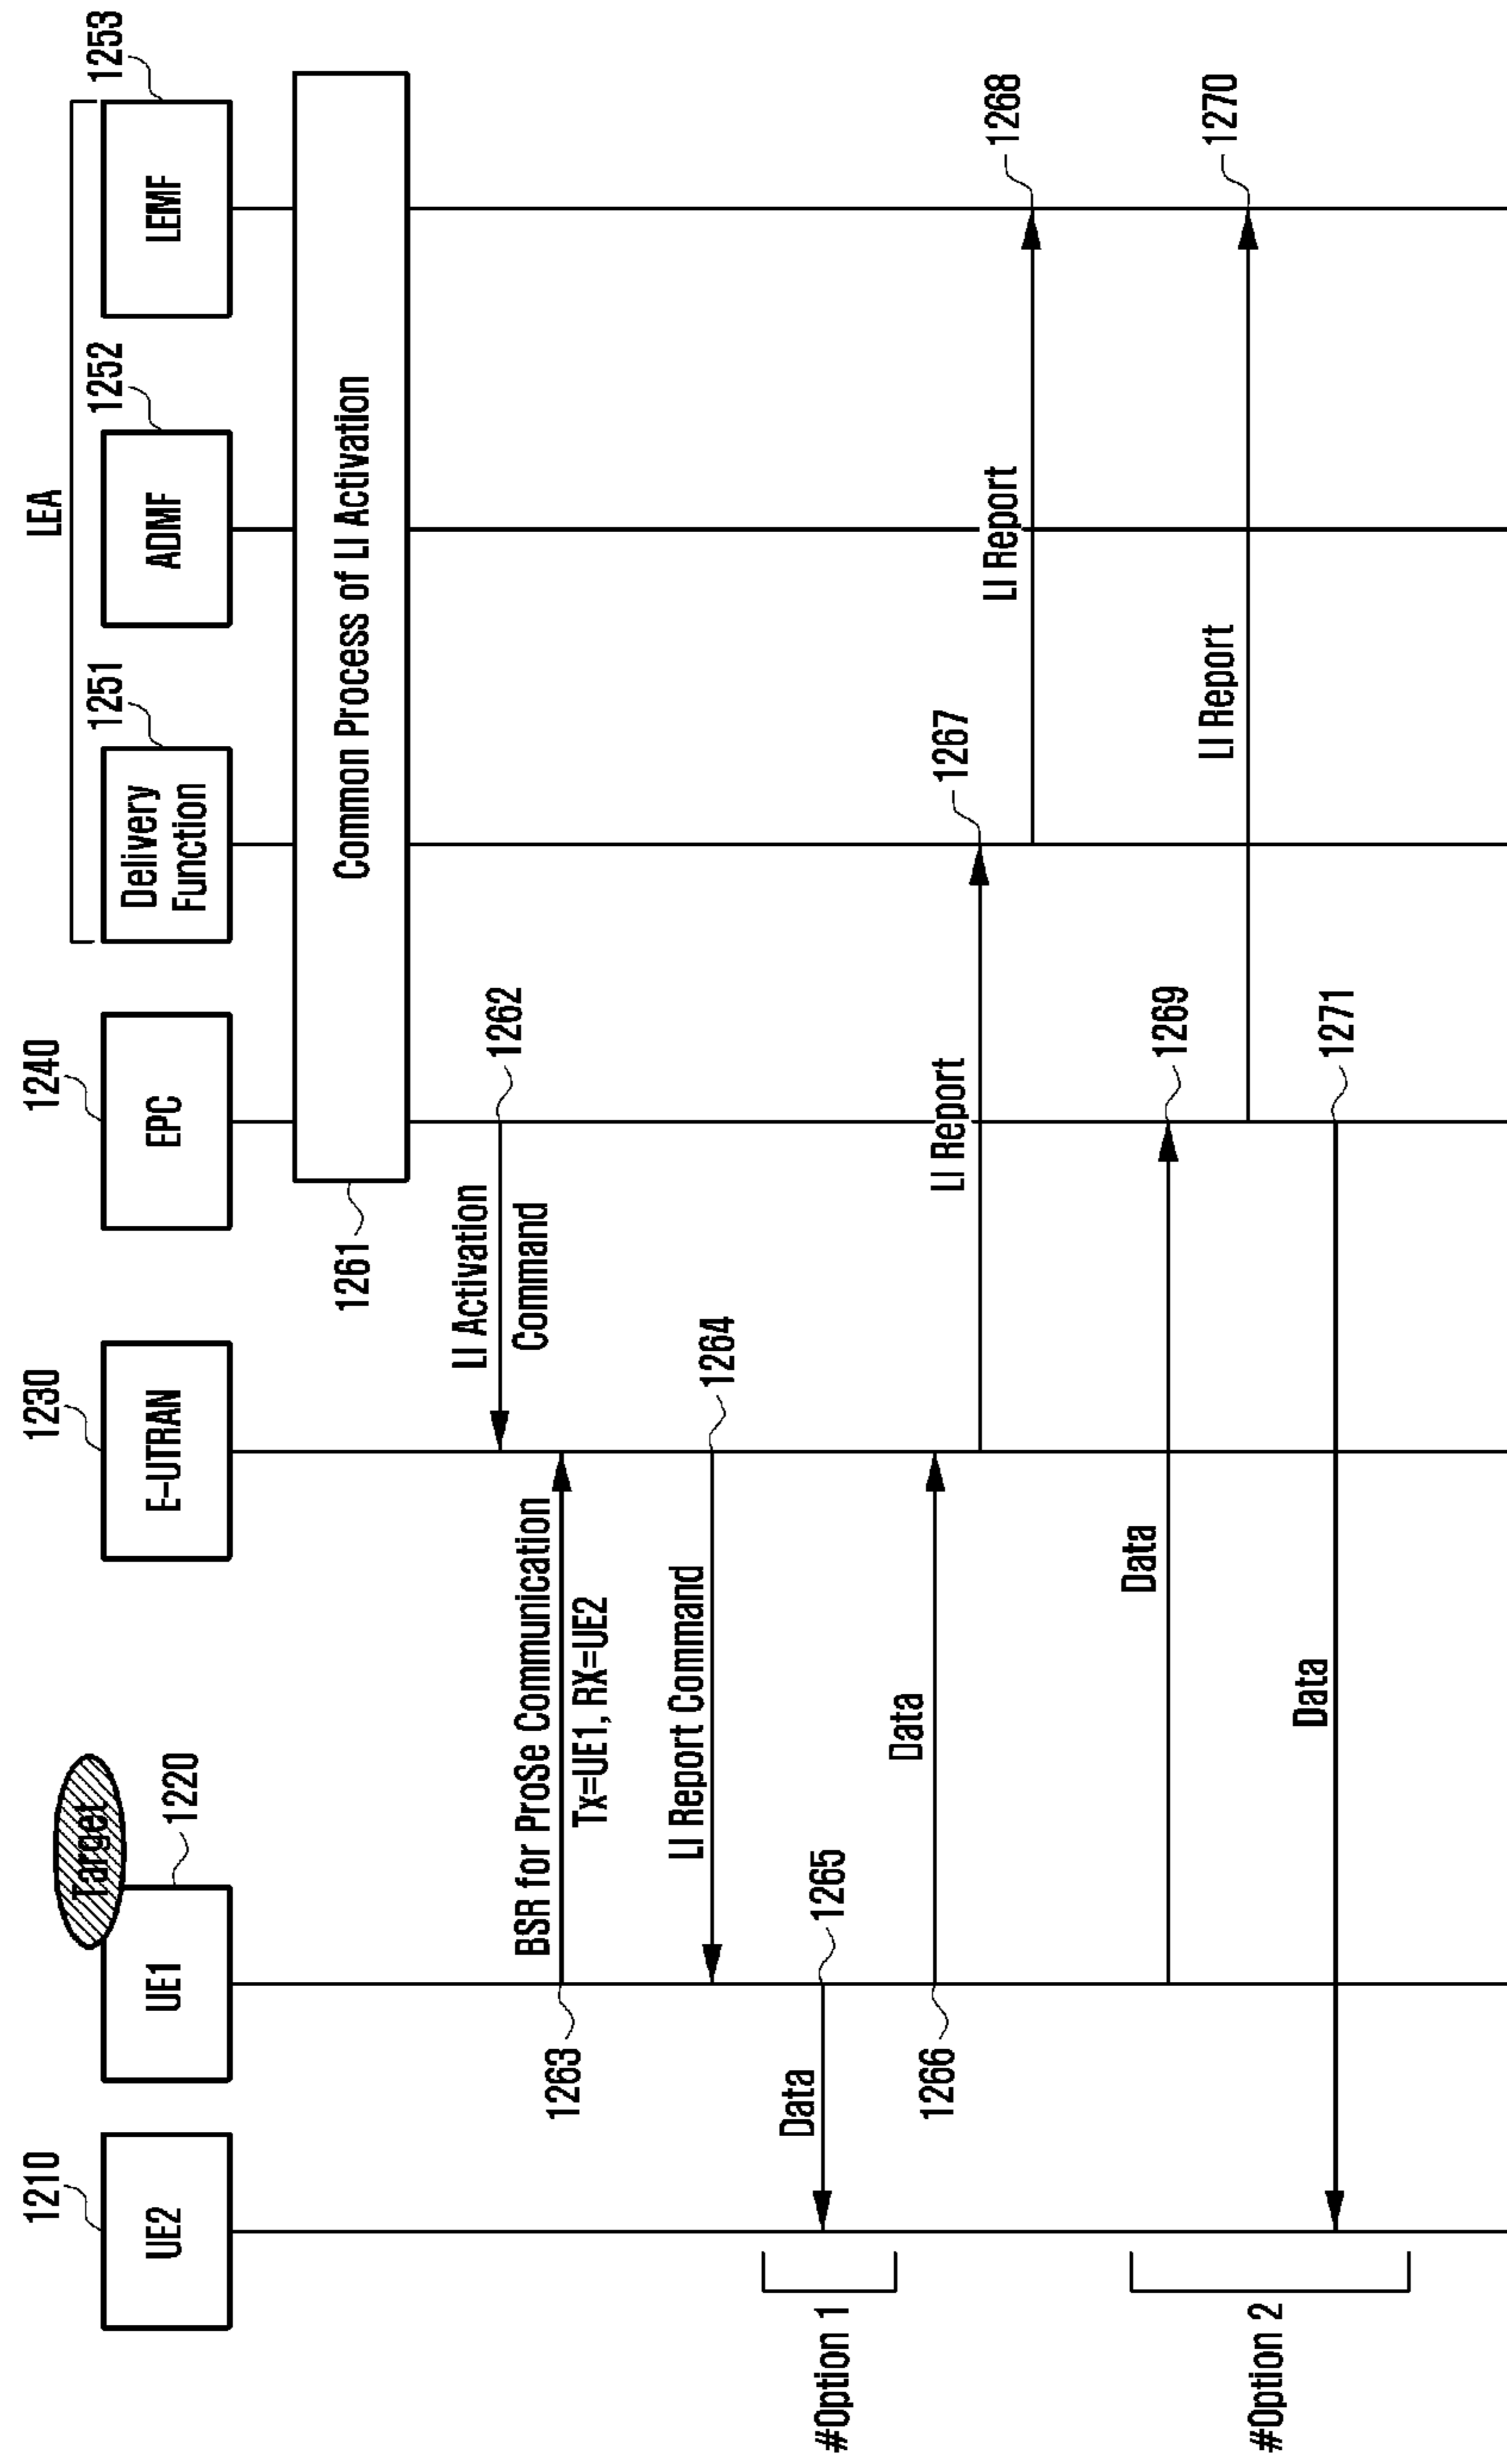 LEA
1210
1220
1230
1240
1251
1252
1253
Target
UE2
UE1
E-UTRAN
EPC
Delivery
Function
ADMF
LEMF
1261
Common Process of LI Activation
LI Activation
Command
1262
BSR for ProSe Communication
Tx=UE1, RX=UE2
1263
LI Report Command
1264
#Option 1
Data
1265
1266
Data
LI Report
1267
LI Report
1268
#Option 2
Data
1269
LI Report
1270
Data
1271